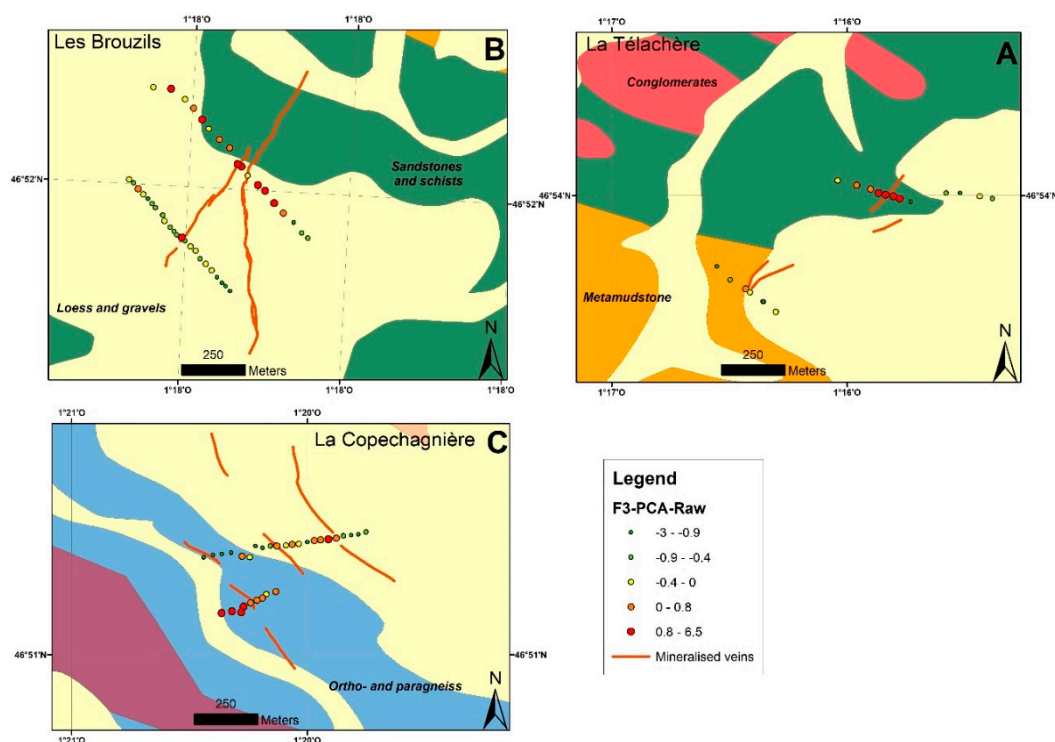 Les Brouzils
B
1°18'O
1°18'O
46°52'N
46°52'N
Sandstones
and schists
Loess and gravels
N
250
Meters
1°18'O
1°18'O
1°18'O
La Télachère
A
1°17'O
1°16'O
Conglomerates
46°54'N
46°54'N
Metamudstone
N
250
Meters
1°17'O
1°16'O
La Copechagnière
C
1°21'O
1°20'O
46°51'N
46°51'N
Ortho- and paragneiss
N
250
Meters
1°21'O
1°20'O
Legend
F3-PCA-Raw
-3 - -0.9
-0.9 - -0.4
-0.4 - 0
0 - 0.8
0.8 - 6.5
Mineralised veins